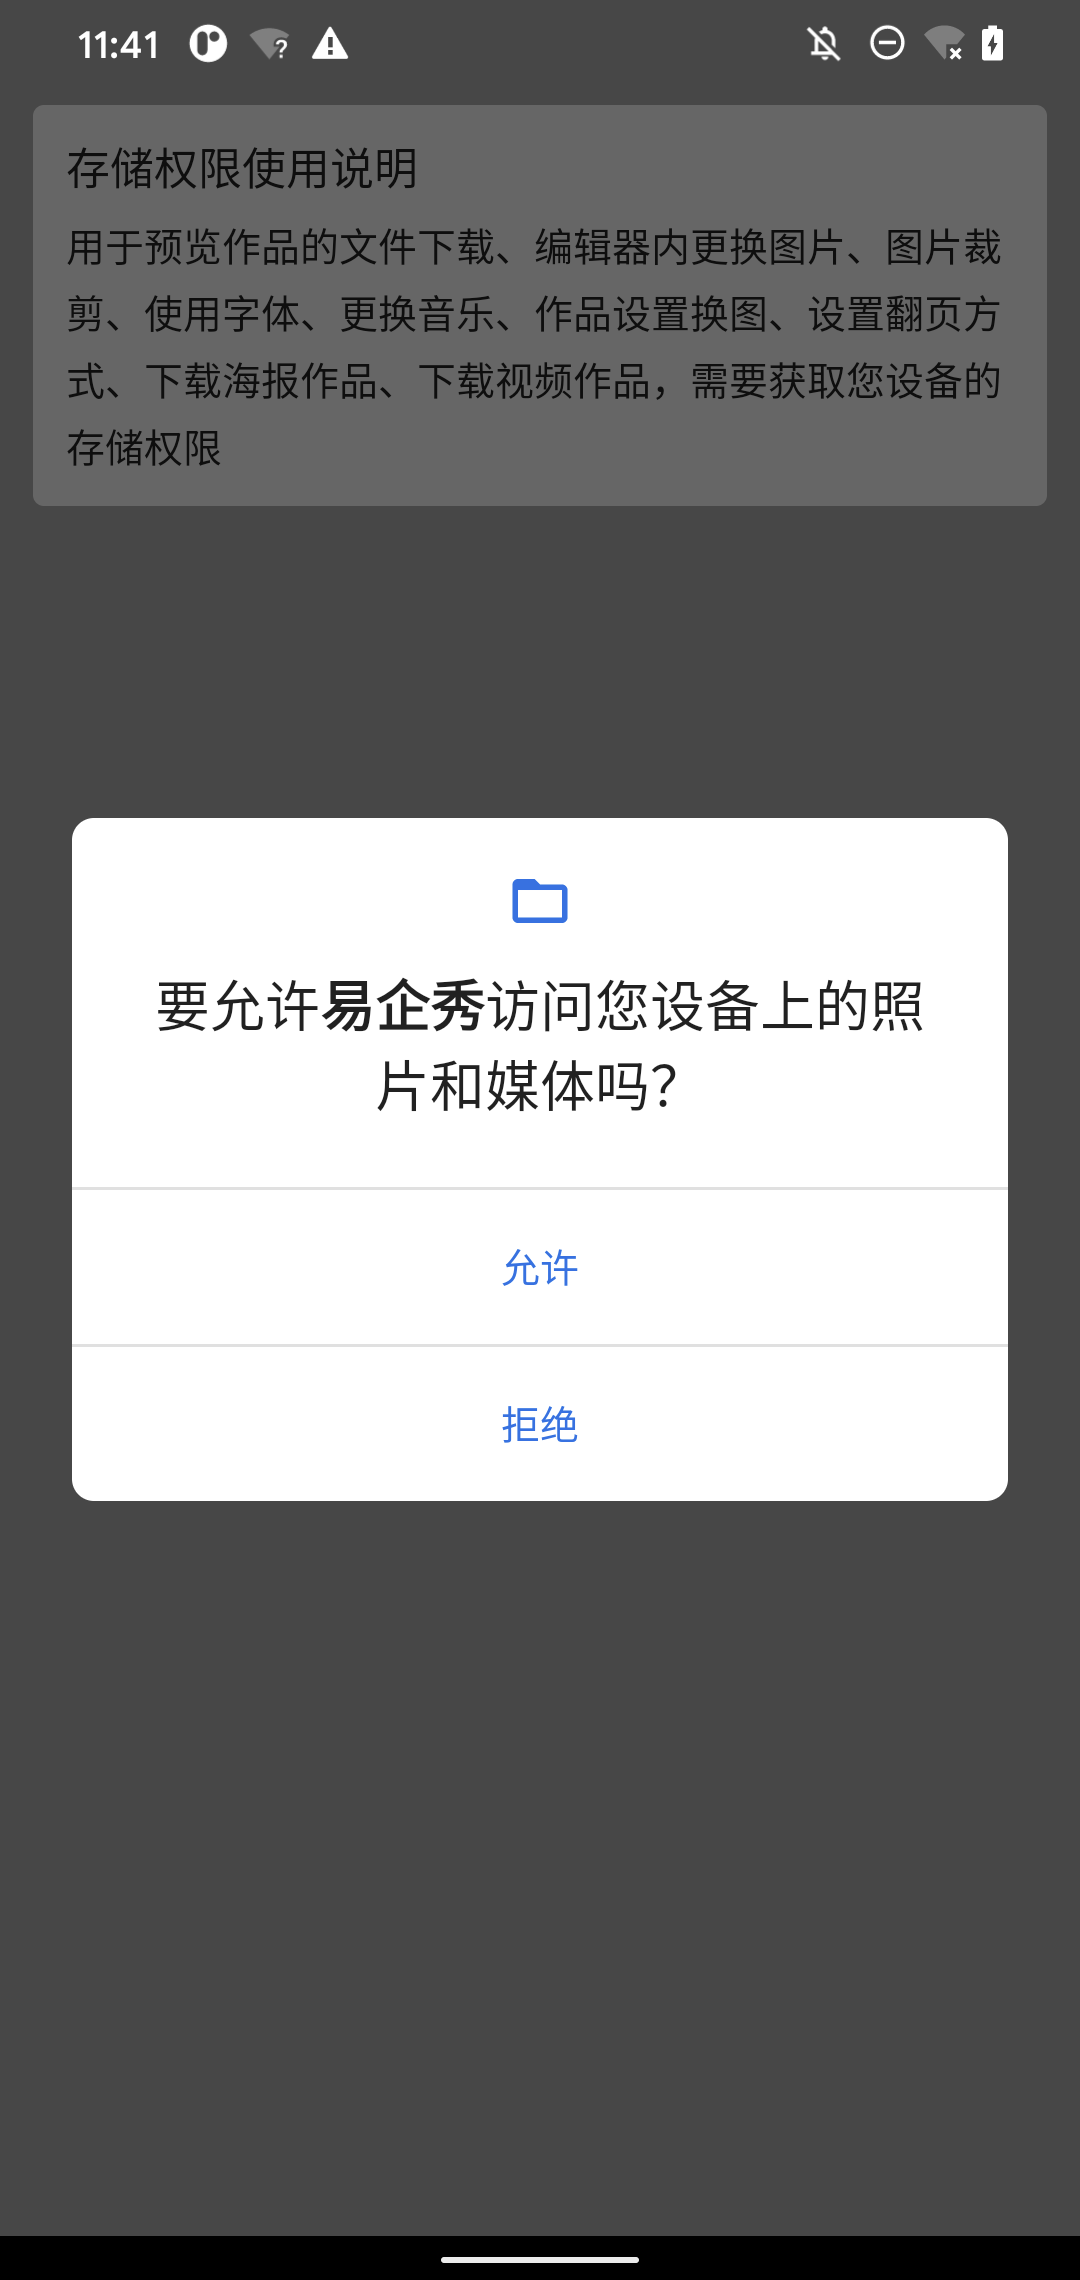 11:41
存储权限使用说明
用于预览作品的文件下载、编辑器内更换图片、图片裁
剪、使用字体、更换音乐、作品设置换图、设置翻页方
式、下载海报作品、下载视频作品，需要获取您设备的
存储权限
要允许易企秀访问您设备上的照
片和媒体吗？
允许
拒绝